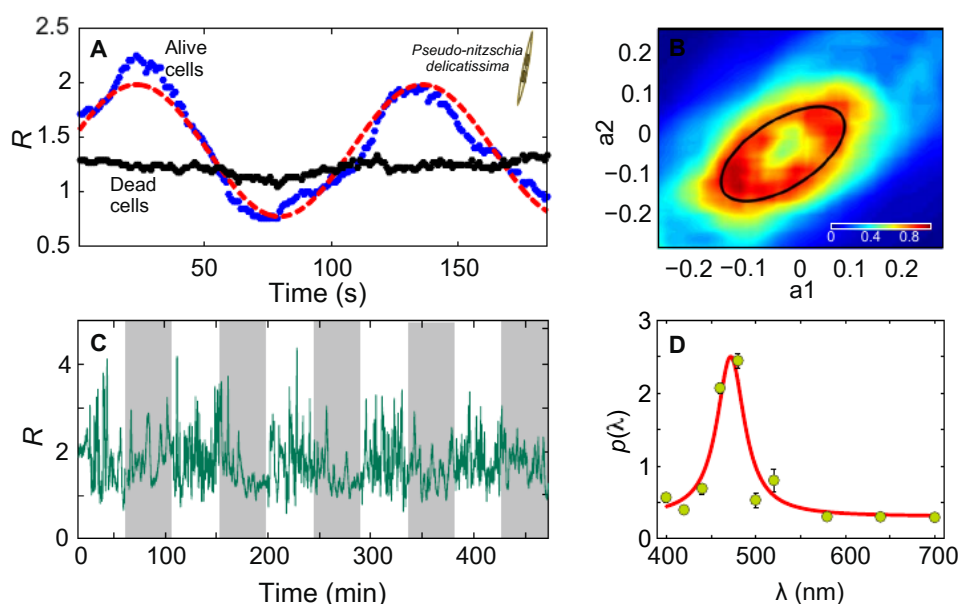 A
Alive
cells
Pseudo-nitzschia
delicatissima
Dead
cells
2.5
2
1.5
1
0.5
R
50
100
150
Time (s)
B
0.2
0.1
0
−0.1
−0.2
a2
0 0.4 0.8
−0.2 −0.1 0 0.1 0.2
a1
C
4
2
0
R
0 100 200 300 400
Time (min)
D
3
2
1
0
p(λ)
400 500 600 700
λ (nm)